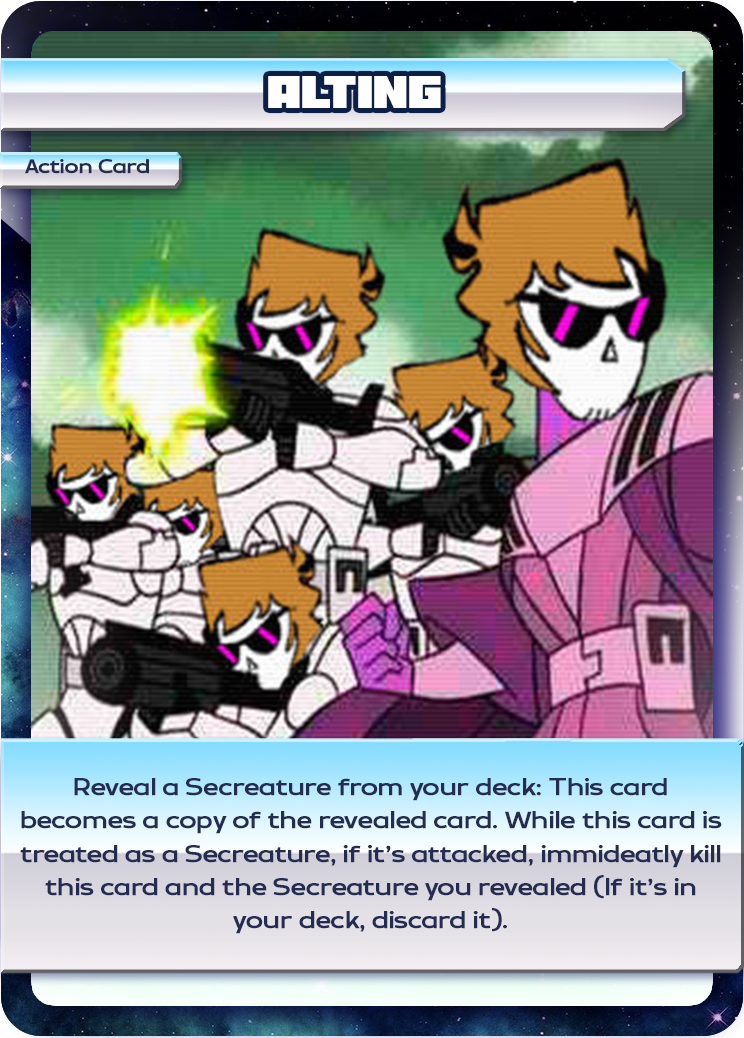 ALTING
Action Card
Reveal a Secreature from your deck: This card
becomes a copy of the revealed card. While this card is
treated as a Secreature, if it's attacked, immideatly kill
this card and the Secreature you revealed (If it's in
your deck, discard it).